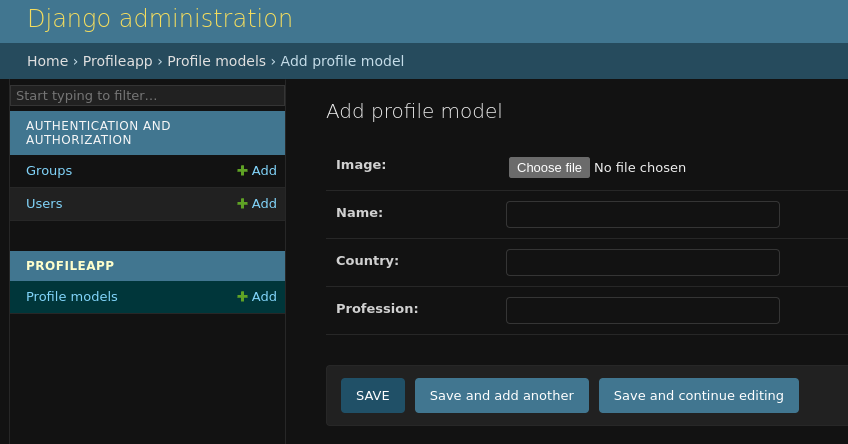 Django administration
Home › Profileapp › Profile models › Add profile model
Start typing to filter...
AUTHENTICATION AND
AUTHORIZATION
Groups + Add
Users + Add
PROFILEAPP
Profile models + Add
Add profile model
Image: Choose file No file chosen
Name:
Country:
Profession:
SAVE Save and add another Save and continue editing